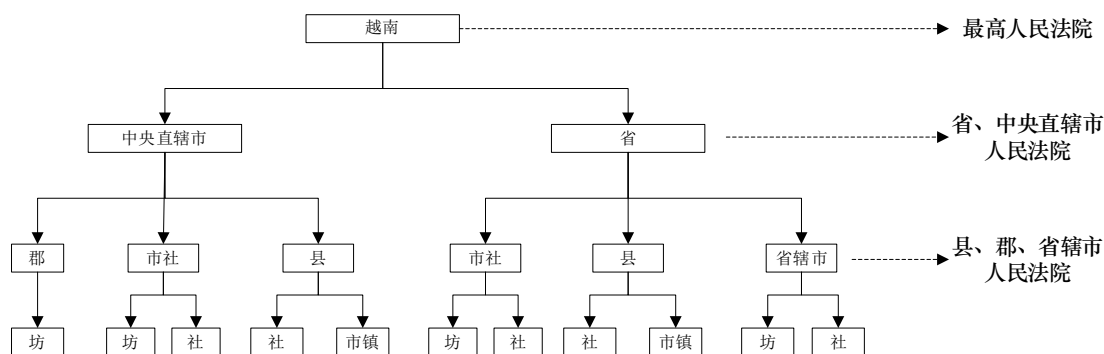 越南
最高人民法院
中央直辖市
省
省、中央直辖市
人民法院
郡
市社
县
市社
县
省辖市
县、郡、省辖市
人民法院
坊
坊
社
社
市镇
坊
社
社
市镇
坊
社